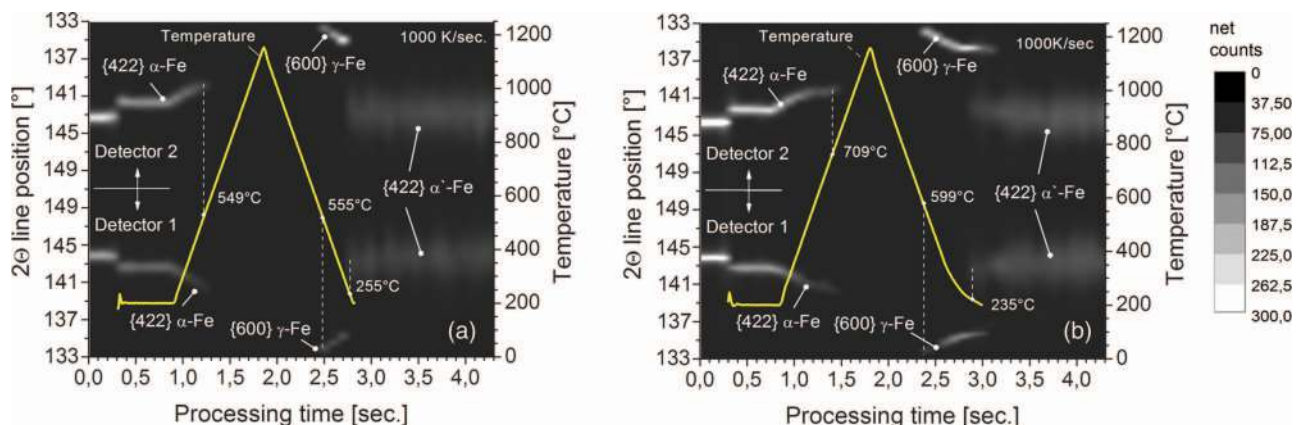 133
137
141
145
149
149
145
141
137
133
2Θ line position [°]
Temperature
1000 K/sec.
{600} γ-Fe
{422} α-Fe
Detector 2
Detector 1
549°C
555°C
255°C
{422} α`-Fe
{422} α-Fe
{600} γ-Fe
(a)
1200
1000
800
600
400
200
0
Temperature [°C]
0,0 0,5 1,0 1,5 2,0 2,5 3,0 3,5 4,0
Processing time [sec.]
133
137
141
145
149
149
145
141
137
133
2Θ line position [°]
Temperature
1000K/sec
{600} γ-Fe
{422} α-Fe
Detector 2
Detector 1
709°C
599°C
235°C
{422} α`-Fe
{422} α-Fe
{600} γ-Fe
(b)
1200
1000
800
600
400
200
0
Temperature [°C]
0,0 0,5 1,0 1,5 2,0 2,5 3,0 3,5 4,0
Processing time [sec.]
net
counts
0
37,50
75,00
112,5
150,0
187,5
225,0
262,5
300,0